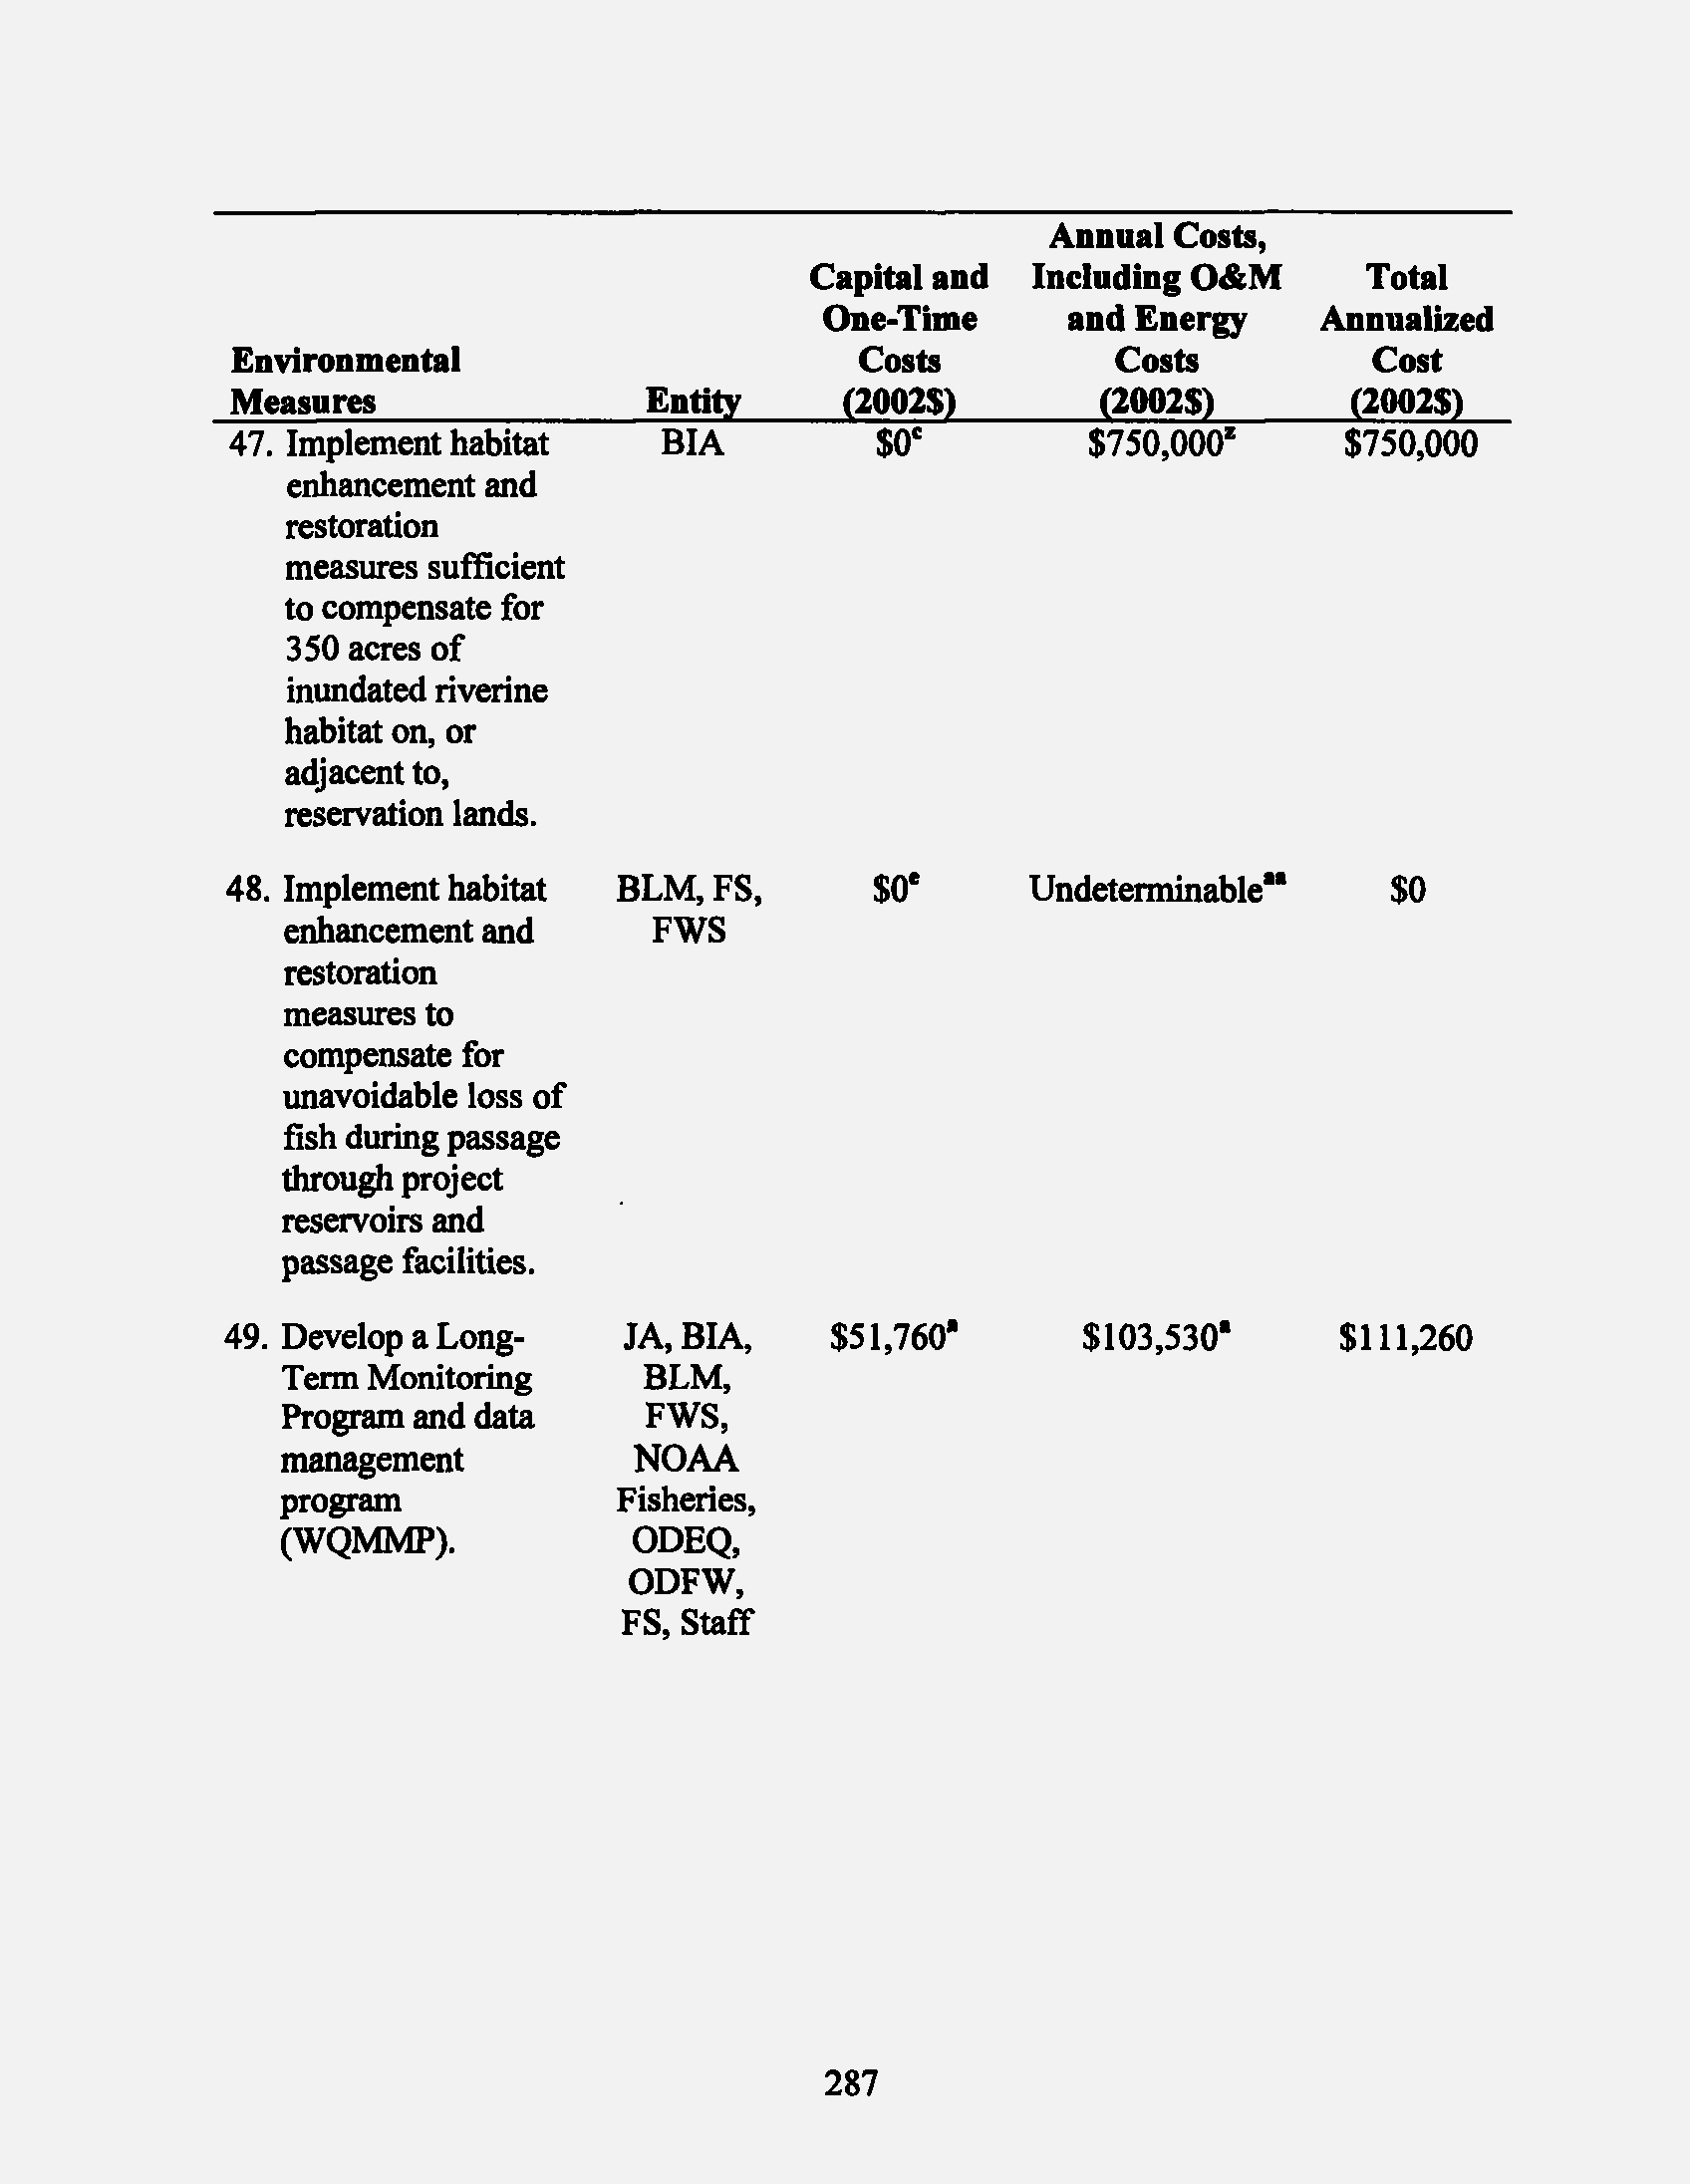 Annual Costs,
Capital and Including O&M Total
One-Time and Energy Annualized
Environmental Costs Costs Cost
Measures Entity (2002$) (2002$) (2002$)
47. Implement habitat BIA $0ᶜ $750,000ᶻ $750,000
enhancement and
restoration
measures sufficient
to compensate for
350 acres of
inundated riverine
habitat on, or
adjacent to,
reservation lands.
48. Implement habitat BLM, FS, $0ᵉ Undeterminableᵃᵃ $0
enhancement and FWS
restoration
measures to
compensate for
unavoidable loss of
fish during passage
through project
reservoirs and
passage facilities.
49. Develop a Long- JA, BIA, $51,760ᵃ $103,530ᵃ $111,260
Term Monitoring BLM,
Program and data FWS,
management NOAA
program Fisheries,
(WQMMP). ODEQ,
ODFW,
FS, Staff
287